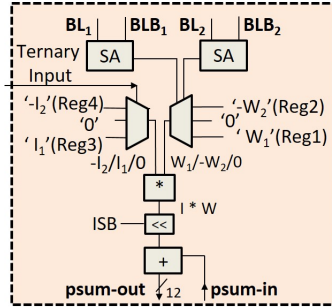 BL1 BLB1 BL2 BLB2
Ternary SA SA
Input
‘-I2’(Reg4) ‘-W2’(Reg2)
‘0’ ‘0’
‘ I1’(Reg3) ‘ W1’(Reg1)
-I2/I1/0 W1/-W2/0
*
I * W
ISB <<
+
psum-out 12 psum-in